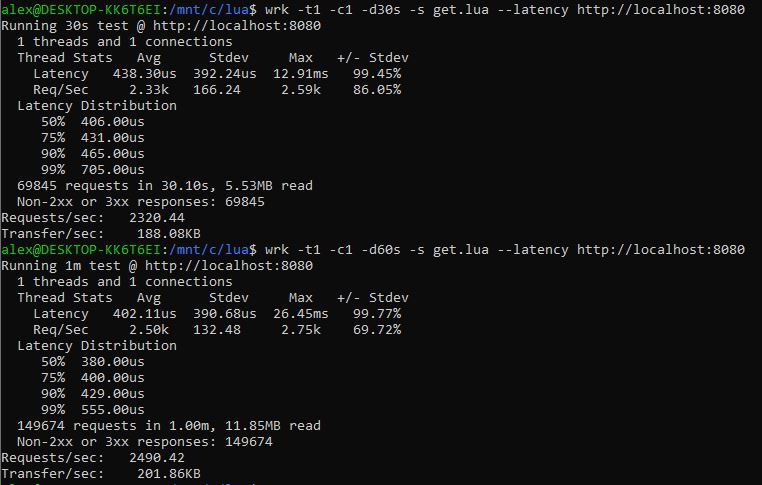 alex@DESKTOP-KK6T6EI:/mnt/c/lua$ wrk -t1 -c1 -d30s -s get.lua --latency http://localhost:8080
Running 30s test @ http://localhost:8080
  1 threads and 1 connections
  Thread Stats   Avg      Stdev     Max   +/- Stdev
    Latency   438.30us  392.24us  12.91ms   99.45%
    Req/Sec     2.33k   166.24     2.59k    86.05%
  Latency Distribution
     50%  406.00us
     75%  431.00us
     90%  465.00us
     99%  705.00us
  69845 requests in 30.10s, 5.53MB read
  Non-2xx or 3xx responses: 69845
Requests/sec:   2320.44
Transfer/sec:    188.08KB
alex@DESKTOP-KK6T6EI:/mnt/c/lua$ wrk -t1 -c1 -d60s -s get.lua --latency http://localhost:8080
Running 1m test @ http://localhost:8080
  1 threads and 1 connections
  Thread Stats   Avg      Stdev     Max   +/- Stdev
    Latency   402.11us  390.68us  26.45ms   99.77%
    Req/Sec     2.50k   132.48     2.75k    69.72%
  Latency Distribution
     50%  380.00us
     75%  400.00us
     90%  429.00us
     99%  555.00us
  149674 requests in 1.00m, 11.85MB read
  Non-2xx or 3xx responses: 149674
Requests/sec:   2490.42
Transfer/sec:    201.86KB